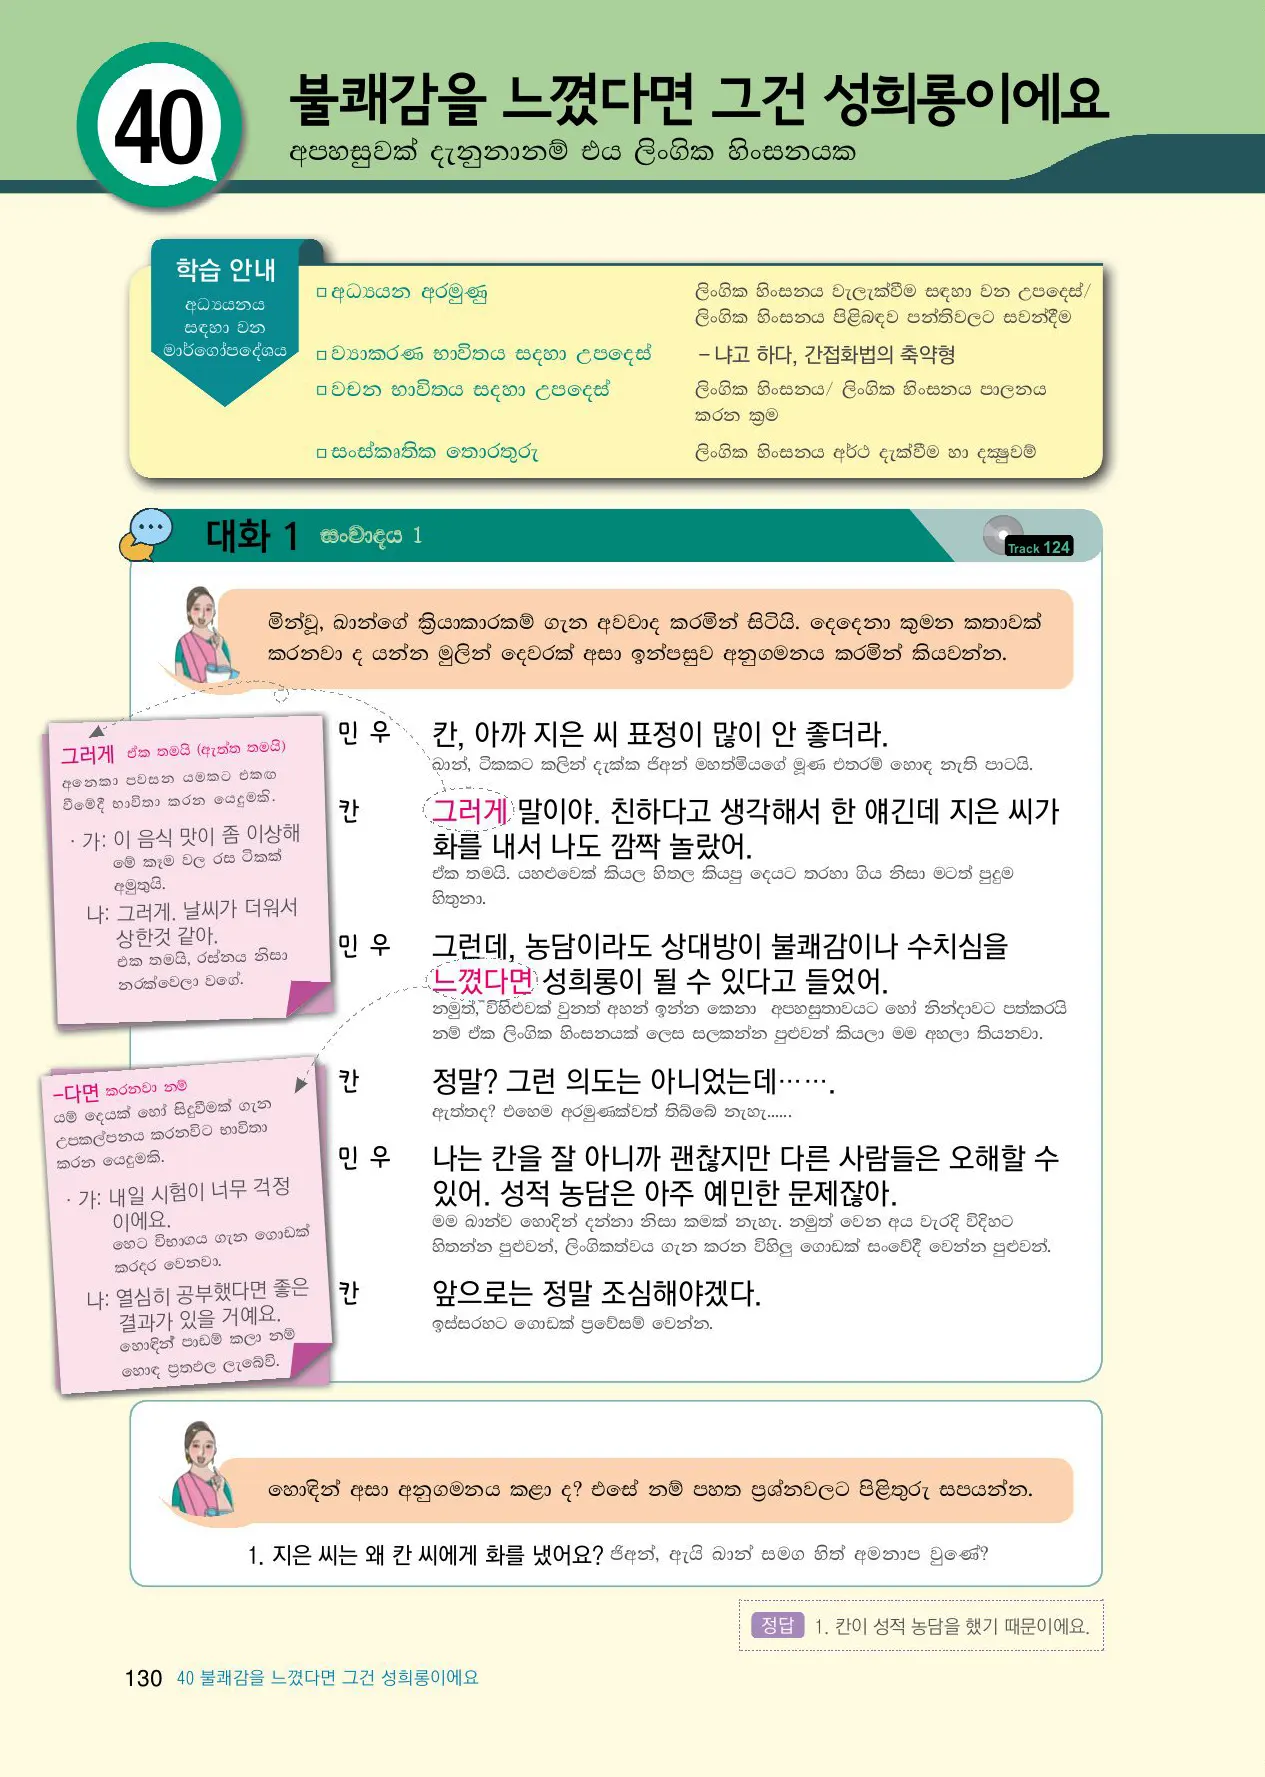 40
불쾌감을 느꼈다면 그건 성희롱이에요
අපහසුවක් දැනුනානම් එය ලිංගික හිංසනයක
학습 안내
අධ්‍යයනය
සඳහා වන
මාර්ගෝපදේශය
□ අධ්‍යයන අරමුණු
ලිංගික හිංසනය වැලැක්වීම සඳහා වන උපදෙස්/
ලිංගික හිංසනය පිළිබඳව පන්තිවලට සවන්දීම
□ ව්‍යාකරණ භාවිතය සදහා උපදෙස්
-냐고 하다, 간접화법의 축약형
□ වචන භාවිතය සදහා උපදෙස්
ලිංගික හිංසනය/ ලිංගික හිංසනය පාලනය
කරන ක්‍රම
□ සංස්කෘතික තොරතුරු
ලිංගික හිංසනය අර්ථ දැක්වීම හා දක්‍ෂුවම්
대화 1 සංවාදය 1
Track 124
මින්වූ, ඛාන්ගේ ක්‍රියාකාරකම් ගැන අවවාද කරමින් සිටියි. දෙදෙනා කුමන කතාවක්
කරනවා ද යන්න මුලින් දෙවරක් අසා ඉන්පසුව අනුගමනය කරමින් කියවන්න.
민 우 칸, 아까 지은 씨 표정이 많이 안 좋더라.
ඛාන්, ටිකකට කලින් දැක්ක ජිඅන් මහත්මියගේ මූණ එතරම් හොඳ නැති පාටයි.
칸 그러게 말이야. 친하다고 생각해서 한 얘긴데 지은 씨가
화를 내서 나도 깜짝 놀랐어.
ඒක තමයි. යහළුවෙක් කියල හිතල කියපු දෙයට තරහා ගිය නිසා මටත් පුදුම
හිතුනා.
민 우 그런데, 농담이라도 상대방이 불쾌감이나 수치심을
느꼈다면 성희롱이 될 수 있다고 들었어.
නමුත්, විහිළුවක් වුනත් අහන් ඉන්න කෙනා අපහසුතාවයට හෝ නින්දාවට පත්කරයි
නම් ඒක ලිංගික හිංසනයක් ලෙස සලකන්න පුළුවන් කියලා මම අහලා තියනවා.
칸 정말? 그런 의도는 아니었는데…….
ඇත්තද? එහෙම අරමුණක්වත් තිබ්බේ නැහැ......
민 우 나는 칸을 잘 아니까 괜찮지만 다른 사람들은 오해할 수
있어. 성적 농담은 아주 예민한 문제잖아.
මම ඛාන්ව හොදින් දන්නා නිසා කමක් නැහැ. නමුත් වෙන අය වැරදි විදිහට
හිතන්න පුළුවන්, ලිංගිකත්වය ගැන කරන විහිලු ගොඩක් සංවේදී වෙන්න පුළුවන්.
칸 앞으로는 정말 조심해야겠다.
ඉස්සරහට ගොඩක් ප්‍රවේසම් වෙන්න.
그러게 ඒක තමයි (ඇත්ත තමයි)
අනෙකා පවසන යමකට එකඟ
වීමේදී භාවිතා කරන යෙදුමකි.
· 가: 이 음식 맛이 좀 이상해
මේ කෑම වල රස ටිකක්
අමුතුයි.
나: 그러게. 날씨가 더워서
상한것 같아.
එක තමයි, රස්නය නිසා
නරක්වෙලා වගේ.
-다면 කරනවා නම්
යම් දෙයක් හෝ සිදුවීමක් ගැන
උපකල්පනය කරනවිට භාවිතා
කරන යෙදුමකි.
· 가: 내일 시험이 너무 걱정
이에요.
හෙට විභාගය ගැන ගොඩක්
කරදර වෙනවා.
나: 열심히 공부했다면 좋은
결과가 있을 거예요.
හොඳින් පාඩම් කලා නම්
හොඳ ප්‍රතඵල ලැබේවි.
හොඳින් අසා අනුගමනය කළා ද? එසේ නම් පහත ප්‍රශ්නවලට පිළිතුරු සපයන්න.
1. 지은 씨는 왜 칸 씨에게 화를 냈어요? ජිඅන්, ඇයි ඛාන් සමග හිත් අමනාප වුණේ?
정답 1. 칸이 성적 농담을 했기 때문이에요.
130 40 불쾌감을 느꼈다면 그건 성희롱이에요